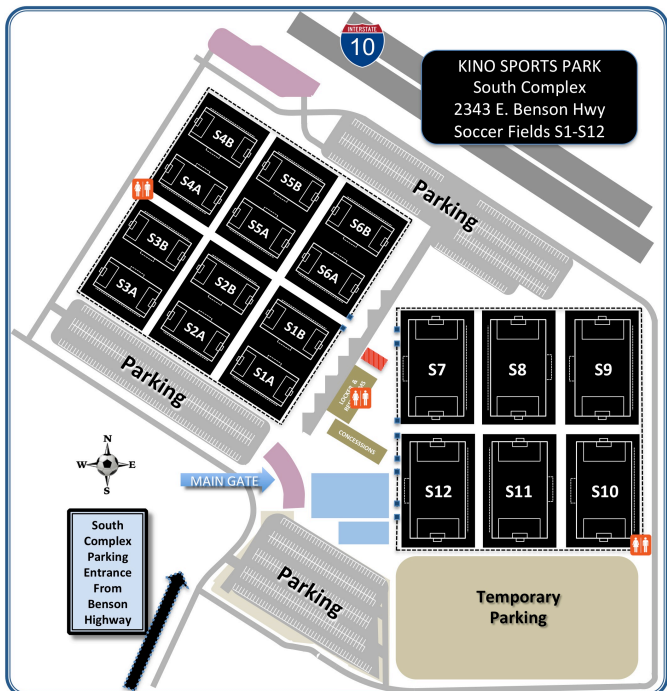 INTERSTATE
10
KINO SPORTS PARK
South Complex
2343 E. Benson Hwy
Soccer Fields S1-S12
S4B
S4A
S5B
S5A
S6B
S6A
S3B
S3A
S2B
S2A
S1B
S1A
Parking
Parking
S7
S8
S9
LOCKER &
CONCESSSIONS
S12
S11
S10
N
W
E
S
MAIN GATE
South
Complex
Parking
Entrance
From
Benson
Highway
Parking
Temporary
Parking